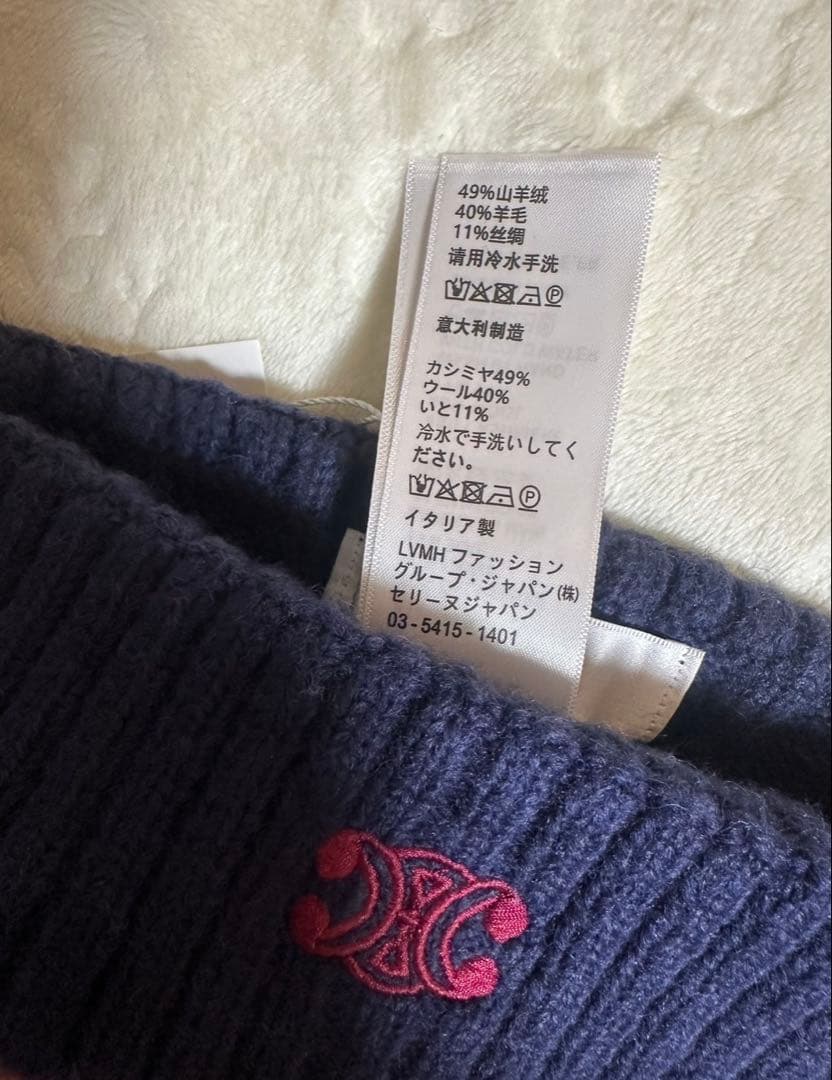 49%山羊绒
40%羊毛
11%丝绸
请用冷水手洗
意大利制造
カシミヤ49%
ウール40%
いと11%
冷水で手洗いしてく
ださい。
イタリア製
LVMH ファッション
グループ・ジャパン(株)
セリーヌジャパン
03-5415-1401